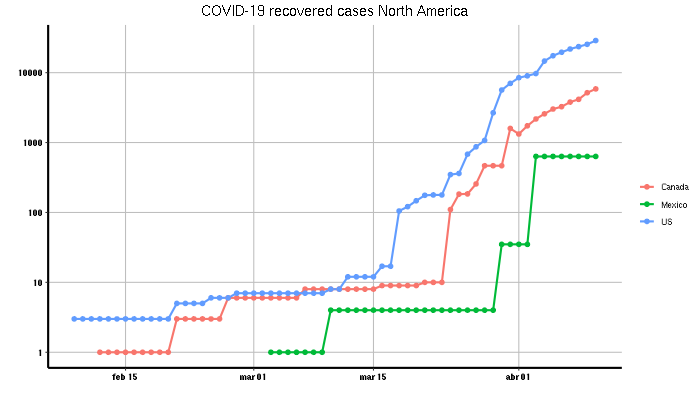 COVID-19 recovered cases North America
10000
1000
100
10
1
feb 15
mar 01
mar 15
abr 01
Canada
Mexico
US